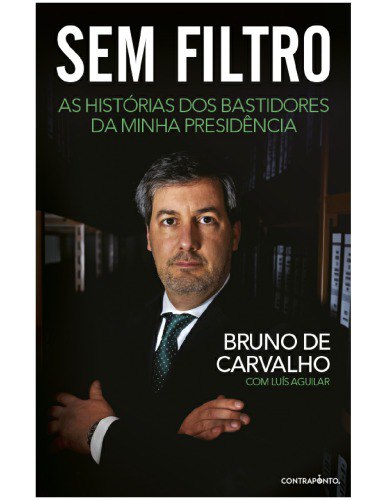 SEM FILTRO
AS HISTÓRIAS DOS BASTIDORES
DA MINHA PRESIDÊNCIA
BRUNO DE
CARVALHO
COM LUÍS AGUILAR
CONTRAPONTO.